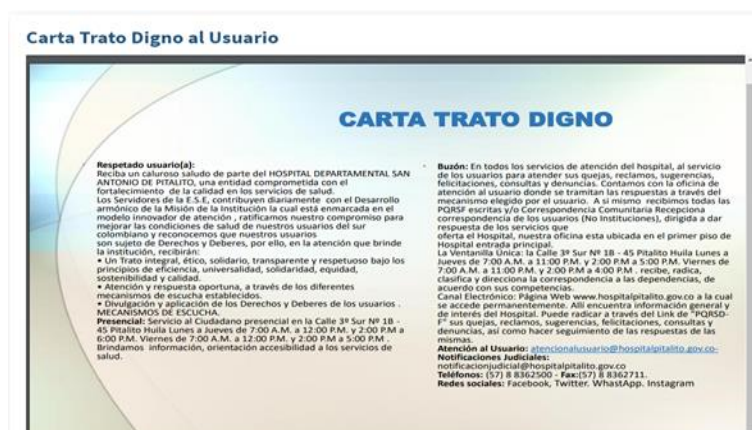 Carta Trato Digno al Usuario
CARTA TRATO DIGNO
Respetado usuario(a):
Reciba un caluroso saludo de parte del HOSPITAL DEPARTAMENTAL SAN
ANTONIO DE PITALITO, una entidad comprometida con el
fortalecimiento de la calidad en los servicios de salud.
Los Servidores de la E.S.E, contribuyen diariamente con el Desarrollo
armónico de la Misión de la Institución la cual está enmarcada en el
modelo innovador de atención , ratificamos nuestro compromiso para
mejorar las condiciones de salud de nuestros usuarios del sur
colombiano y reconocemos que nuestros usuarios
son sujeto de Derechos y Deberes, por ello, en la atención que brinde
la institución, recibirán:
• Un Trato integral, ético, solidario, transparente y respetuoso bajo los
principios de eficiencia, universalidad, solidaridad, equidad,
sostenibilidad y calidad.
• Atención y respuesta oportuna, a través de los diferentes
mecanismos de escucha establecidos.
• Divulgación y aplicación de los Derechos y Deberes de los usuarios .
MECANISMOS DE ESCUCHA.
Presencial: Servicio al Ciudadano presencial en la Calle 3ª Sur Nº 1B -
45 Pitalito Huila Lunes a Jueves de 7:00 A.M. a 12:00 P.M. y 2:00 P.M a
6:00 P.M. Viernes de 7:00 A.M. a 12:00 P.M. y 2:00 P.M a 5:00 P.M .
Brindamos información, orientación accesibilidad a los servicios de
salud.
• Buzón: En todos los servicios de atención del hospital, al servicio
de los usuarios para atender sus quejas, reclamos, sugerencias,
felicitaciones, consultas y denuncias. Contamos con la oficina de
atención al usuario donde se tramitan las respuestas a través del
mecanismo elegido por el usuario. A si mismo recibimos todas las
PQRSF escritas y/o Correspondencia Comunitaria Recepciona
correspondencia de los usuarios (No Instituciones), dirigida a dar
respuesta de los servicios que
oferta el Hospital, nuestra oficina esta ubicada en el primer piso de
Hospital entrada principal.
La Ventanilla Única: la Calle 3ª Sur Nº 1B - 45 Pitalito Huila Lunes a
Jueves de 7:00 A.M. a 11:00 P.M. y 2:00 P.M a 5:00 P.M. Viernes de
7:00 A.M. a 11:00 P.M. y 2:00 P.M a 4:00 P.M . recibe, radica,
clasifica y direcciona la correspondencia a las dependencias, de
acuerdo con sus competencias.
Canal Electrónico: Página Web www.hospitalpitalito.gov.co a la cual
se accede permanentemente. Allí encuentra información general y
de interés del Hospital. Puede radicar a través del Link de "PQRSD-
F" sus quejas, reclamos, sugerencias, felicitaciones, consultas y
denuncias, así como hacer seguimiento de las respuestas de las
mismas.
Atención al Usuario: atencionalusuario@hospitalpitalito.gov.co-
Notificaciones Judiciales:
notificacionjudicial@hospitalpitalito.gov.co
Teléfonos: (57) 8 8362500 - Fax:(57) 8 8362711.
Redes sociales: Facebook, Twitter. WhastApp. Instagram